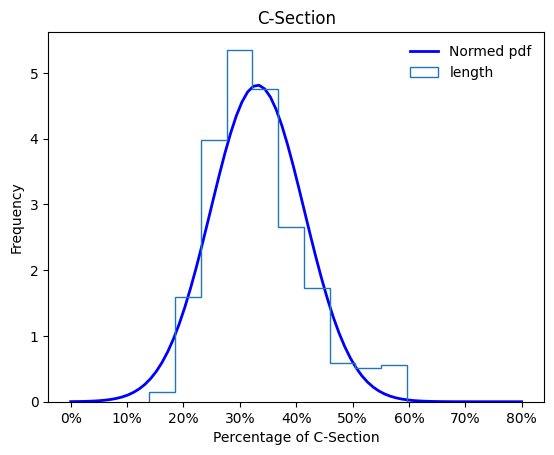 C-Section
Normed pdf
length
Frequency
5
4
3
2
1
0
0% 10% 20% 30% 40% 50% 60% 70% 80%
Percentage of C-Section